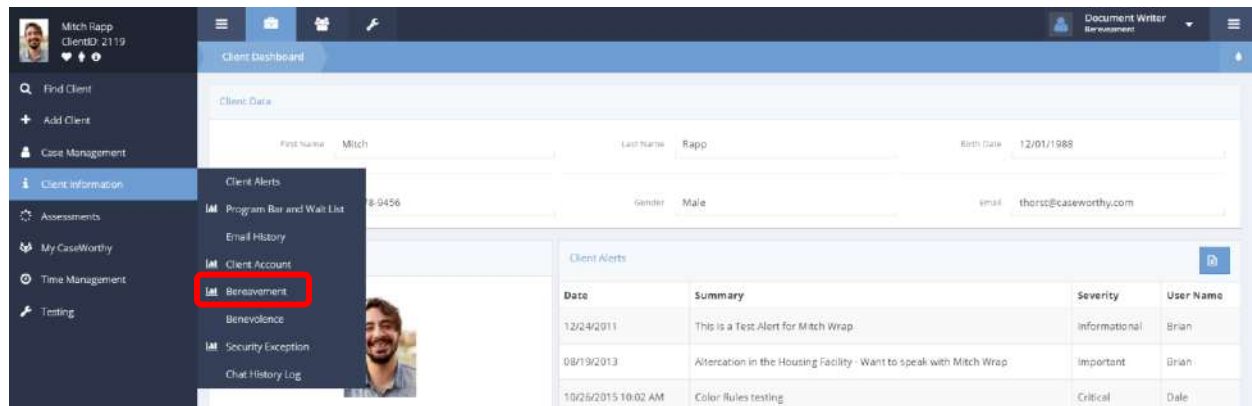 Mitch Rapp
ClientID: 2119
Document Writer
Bereavement
Client Dashboard
Find Client
Add Client
Case Management
Client Information
Assessments
My CaseWorthy
Time Management
Testing
Client Alerts
Program Bar and Wait List
Email History
Client Account
Bereavement
Benevolence
Security Exception
Chat History Log
Client Data
First Name Mitch Last Name Rapp Birth Date 12/01/1988
78-9456 Gender Male email thorst@caseworthy.com
Client Alerts
Date Summary Severity User Name
12/24/2011 This is a Test Alert for Mitch Wrap Informational Brian
08/19/2013 Altercation in the Housing Facility - Want to speak with Mitch Wrap Important Brian
10/26/2015 10:02 AM Color Rules testing Critical Dale